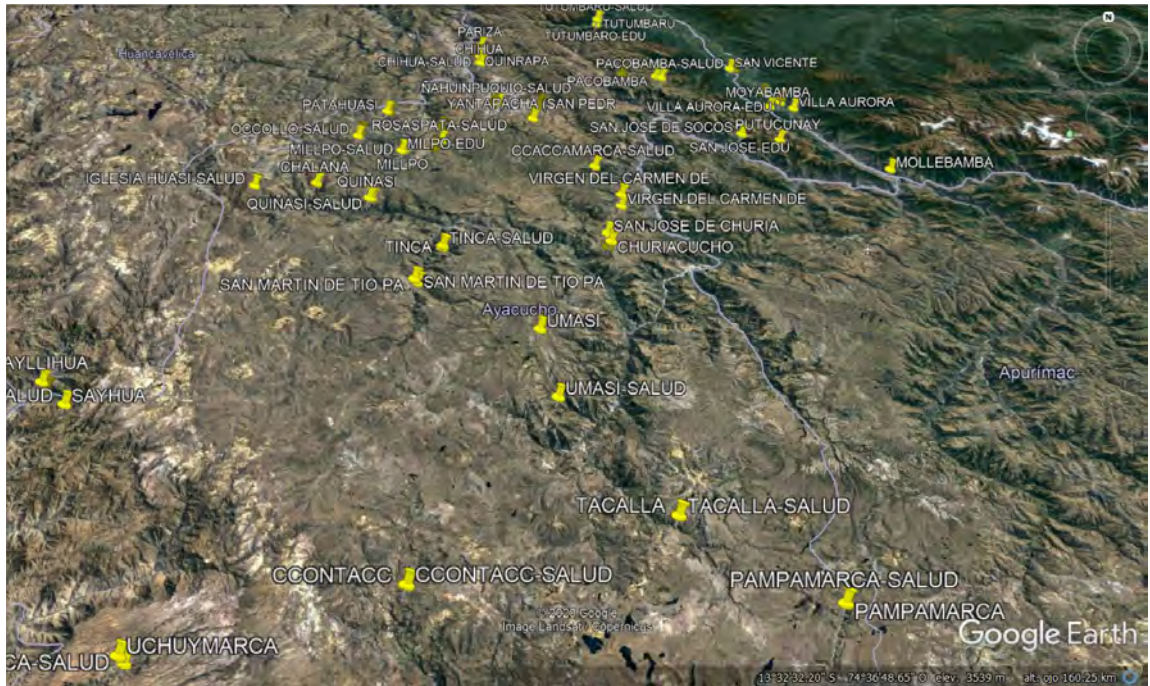 TUTUMBARU-SALUD
TUTUMBARU
TUTUMBARU-EDU
PARIZA
CHIHUA
CHIHUA-SALUD
QUINRAPA
Huancavelica
PACOBAMBA-SALUD
SAN VICENTE
PACOBAMBA
ÑAHUINPUQUIO-SALUD
MOYABAMBA
PATAHUASI
YANTAPACHA (SAN PEDR
VILLA AURORA-EDU
VILLA AURORA
OCCOLLO-SALUD
ROSASPATA-SALUD
SAN JOSE DE SOCOS
PUTUCUNAY
MILLPO-SALUD
MILPO-EDU
SAN JOSE-EDU
CCACCAMARCA-SALUD
MILLPO
CHALANA
MOLLEBAMBA
IGLESIA HUASI-SALUD
QUIÑASI
VIRGEN DEL CARMEN DE
QUIÑASI-SALUD
VIRGEN DEL CARMEN DE
SAN JOSE DE CHURIA
TINCA
TINCA-SALUD
CHURIACUCHO
SAN MARTIN DE TIO PA
SAN MARTIN DE TIO PA
Ayacucho
UMASI
AYLLIHUA
Apurímac
ALUD
SAYHUA
UMASI-SALUD
TACALLA
TACALLA-SALUD
CCONTACC
CCONTACC-SALUD
PAMPAMARCA-SALUD
PAMPAMARCA
© 2020 Google
Image Landsat / Copernicus
Google Earth
UCHUYMARCA
CA-SALUD
13°32'32.20" S 74°36'48.65" O elev. 3539 m alt. ojo 160.25 km